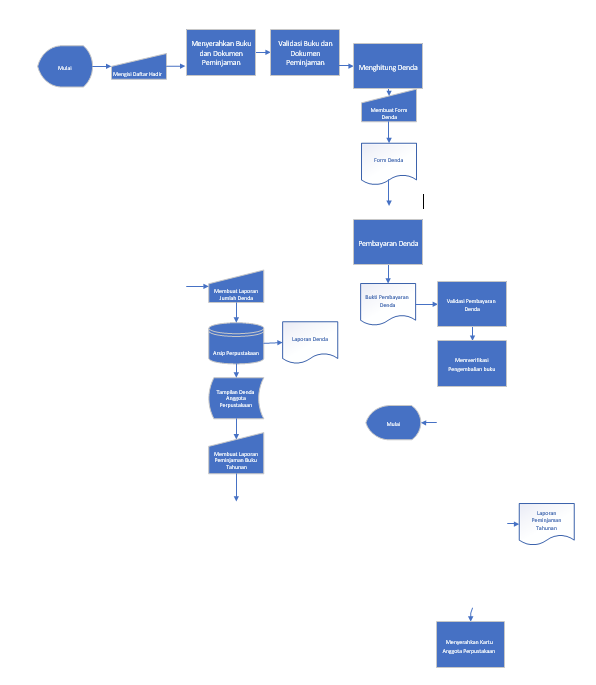 Mulai
Mengisi Daftar Hadir
Menyerahkan Buku
dan Dokumen
Peminjaman
Validasi Buku dan
Dokumen
Peminjaman
Menghitung Denda
Membuat Form
Denda
Form Denda
Pembayaran Denda
Bukti Pembayaran
Denda
Validasi Pembayaran
Denda
Memverifikasi
Pengembalian buku
Membuat Laporan
Jumlah Denda
Arsip Perpustakaan
Laporan Denda
Tampilan Denda
Anggota
Perpustakaan
Membuat Laporan
Peminjaman Buku
Tahunan
Mulai
Laporan
Peminjaman
Tahunan
Menyerahkan Kartu
Anggota Perpustakaan